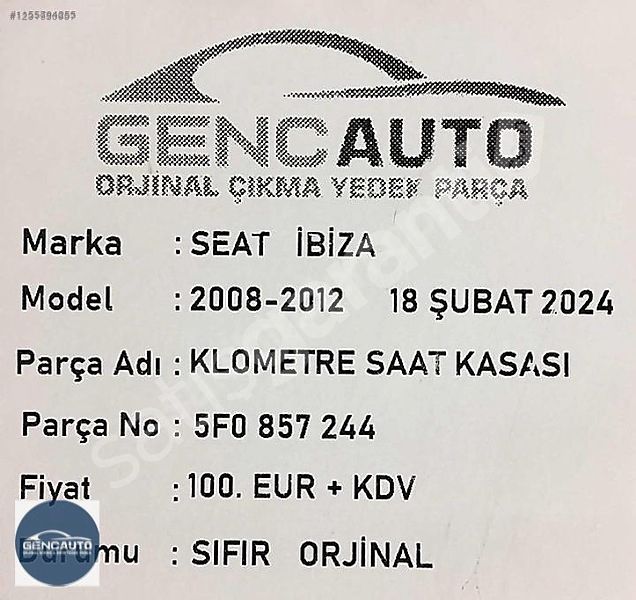 GENCAUTO
ORJİNAL ÇIKMA YEDEK PARÇA
Marka : SEAT İBİZA
Model : 2008-2012 18 ŞUBAT 2024
Parça Adı : KLOMETRE SAAT KASASI
Parça No : 5F0 857 244
Fiyat : 100. EUR + KDV
GENCAUTO
: SIFIR ORJİNAL